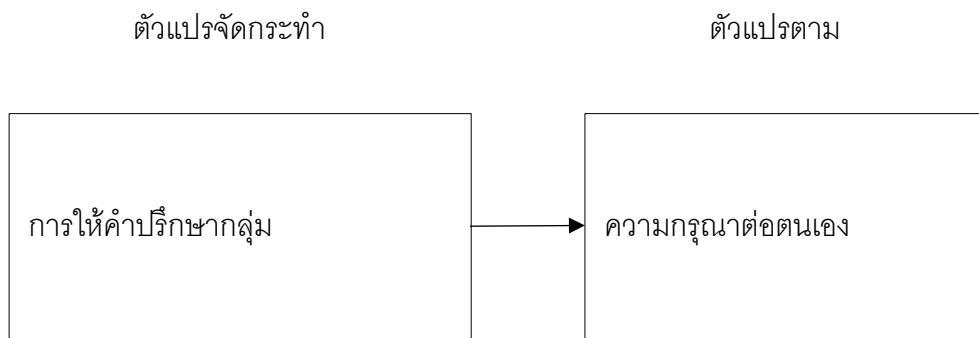 ตัวแปรจัดกระทำ
ตัวแปรตาม
การให้คำปรึกษากลุ่ม
ความกรุณาต่อตนเอง